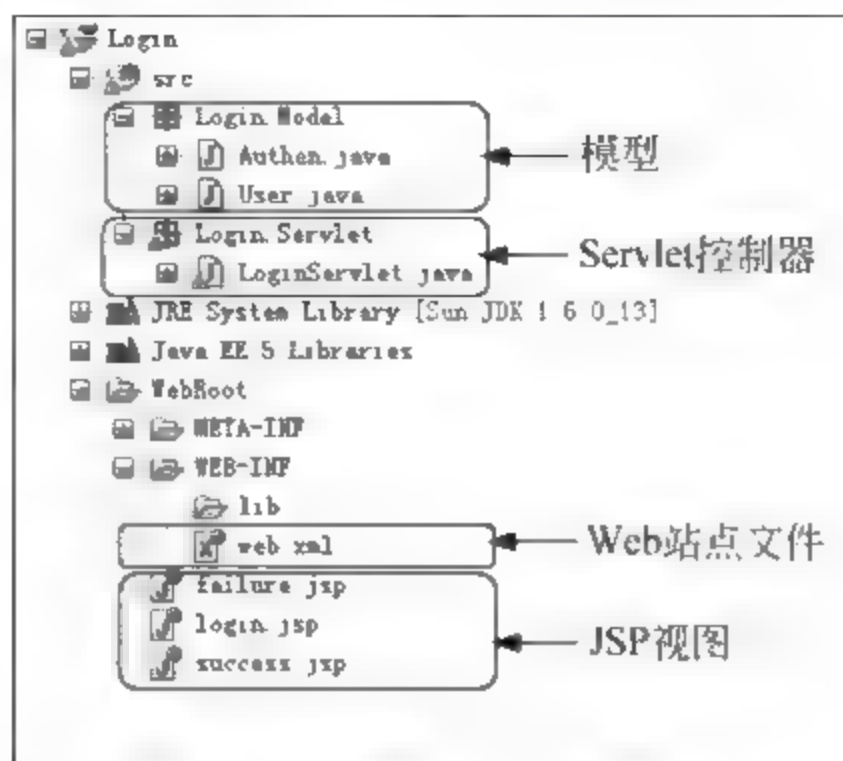 Login
src
Login.Model
Authen.java
User.java
模型
Login.Servlet
LoginServlet.java
Servlet控制器
JRE System Library [Sun JDK 1.6.0_13]
Java EE 5 Libraries
WebRoot
META-INF
WEB-INF
lib
web.xml
Web站点文件
failure.jsp
login.jsp
success.jsp
JSP视图